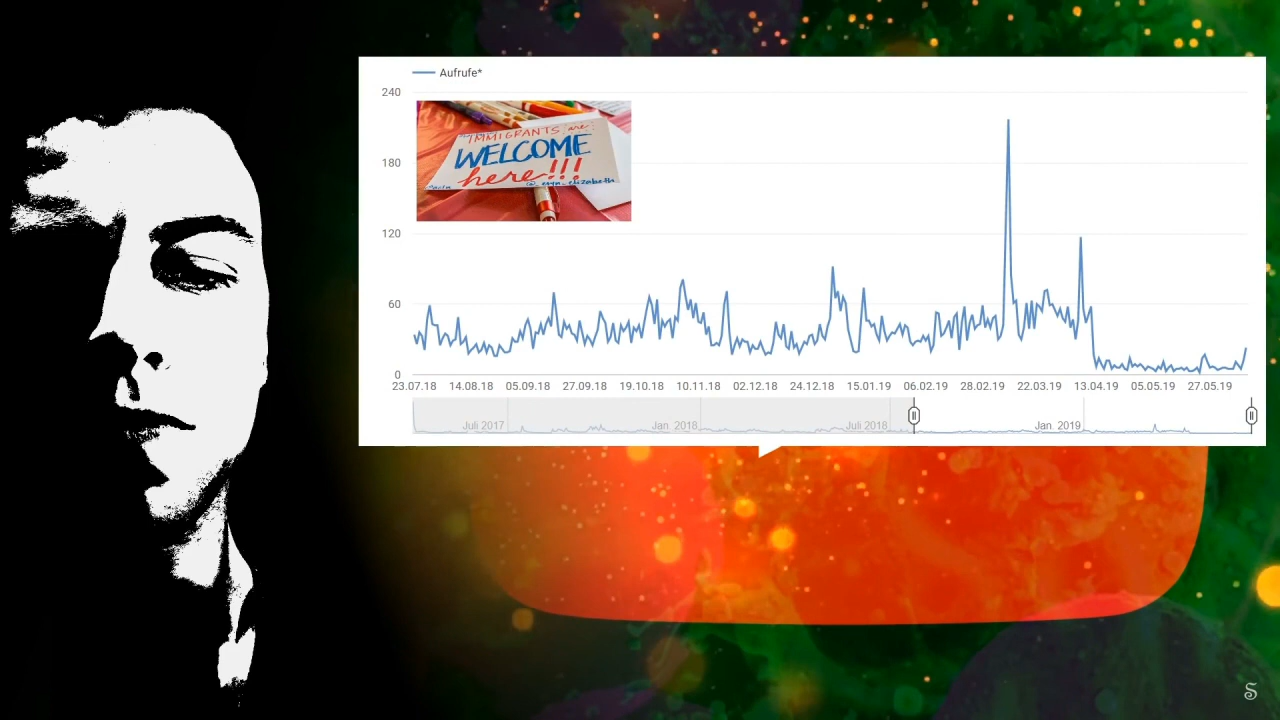 Aufrufe*
240
IMMIGRANTS are
WELCOME
here!!!
180
120
60
0
23.07.18 14.08.18 05.09.18 27.09.18 19.10.18 10.11.18 02.12.18 24.12.18 15.01.19 06.02.19 28.02.19 22.03.19 13.04.19 05.05.19 27.05.19
Juli 2017 Jan. 2018 Juli 2018 Jan. 2019
S